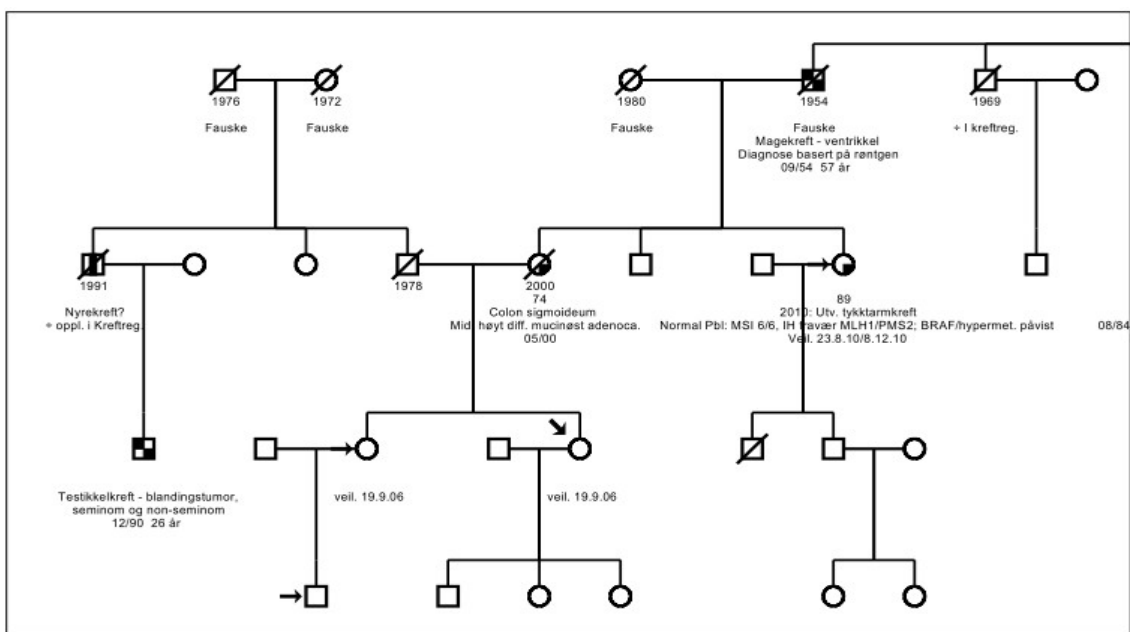 1976
1972
1980
1954
1969
Fauske
Fauske
Fauske
Fauske
÷ I kreftreg.
Magekreft - ventrikkel
Diagnose basert på røntgen
09/54 57 år
1991
1978
2000
Nyrekreft?
÷ oppl. i Kreftreg.
74
Colon sigmoideum
Mid. høyt diff. mucinøst adenoca.
05/00
89
2010: Utv. tykktarmkreft
Normal Pbl: MSI 6/6, IH fravær MLH1/PMS2; BRAF/hypermet. påvist
Veil. 23.8.10/8.12.10
08/84
Testikkelkreft - blandingstumor,
seminom og non-seminom
12/90 26 år
veil. 19.9.06
veil. 19.9.06